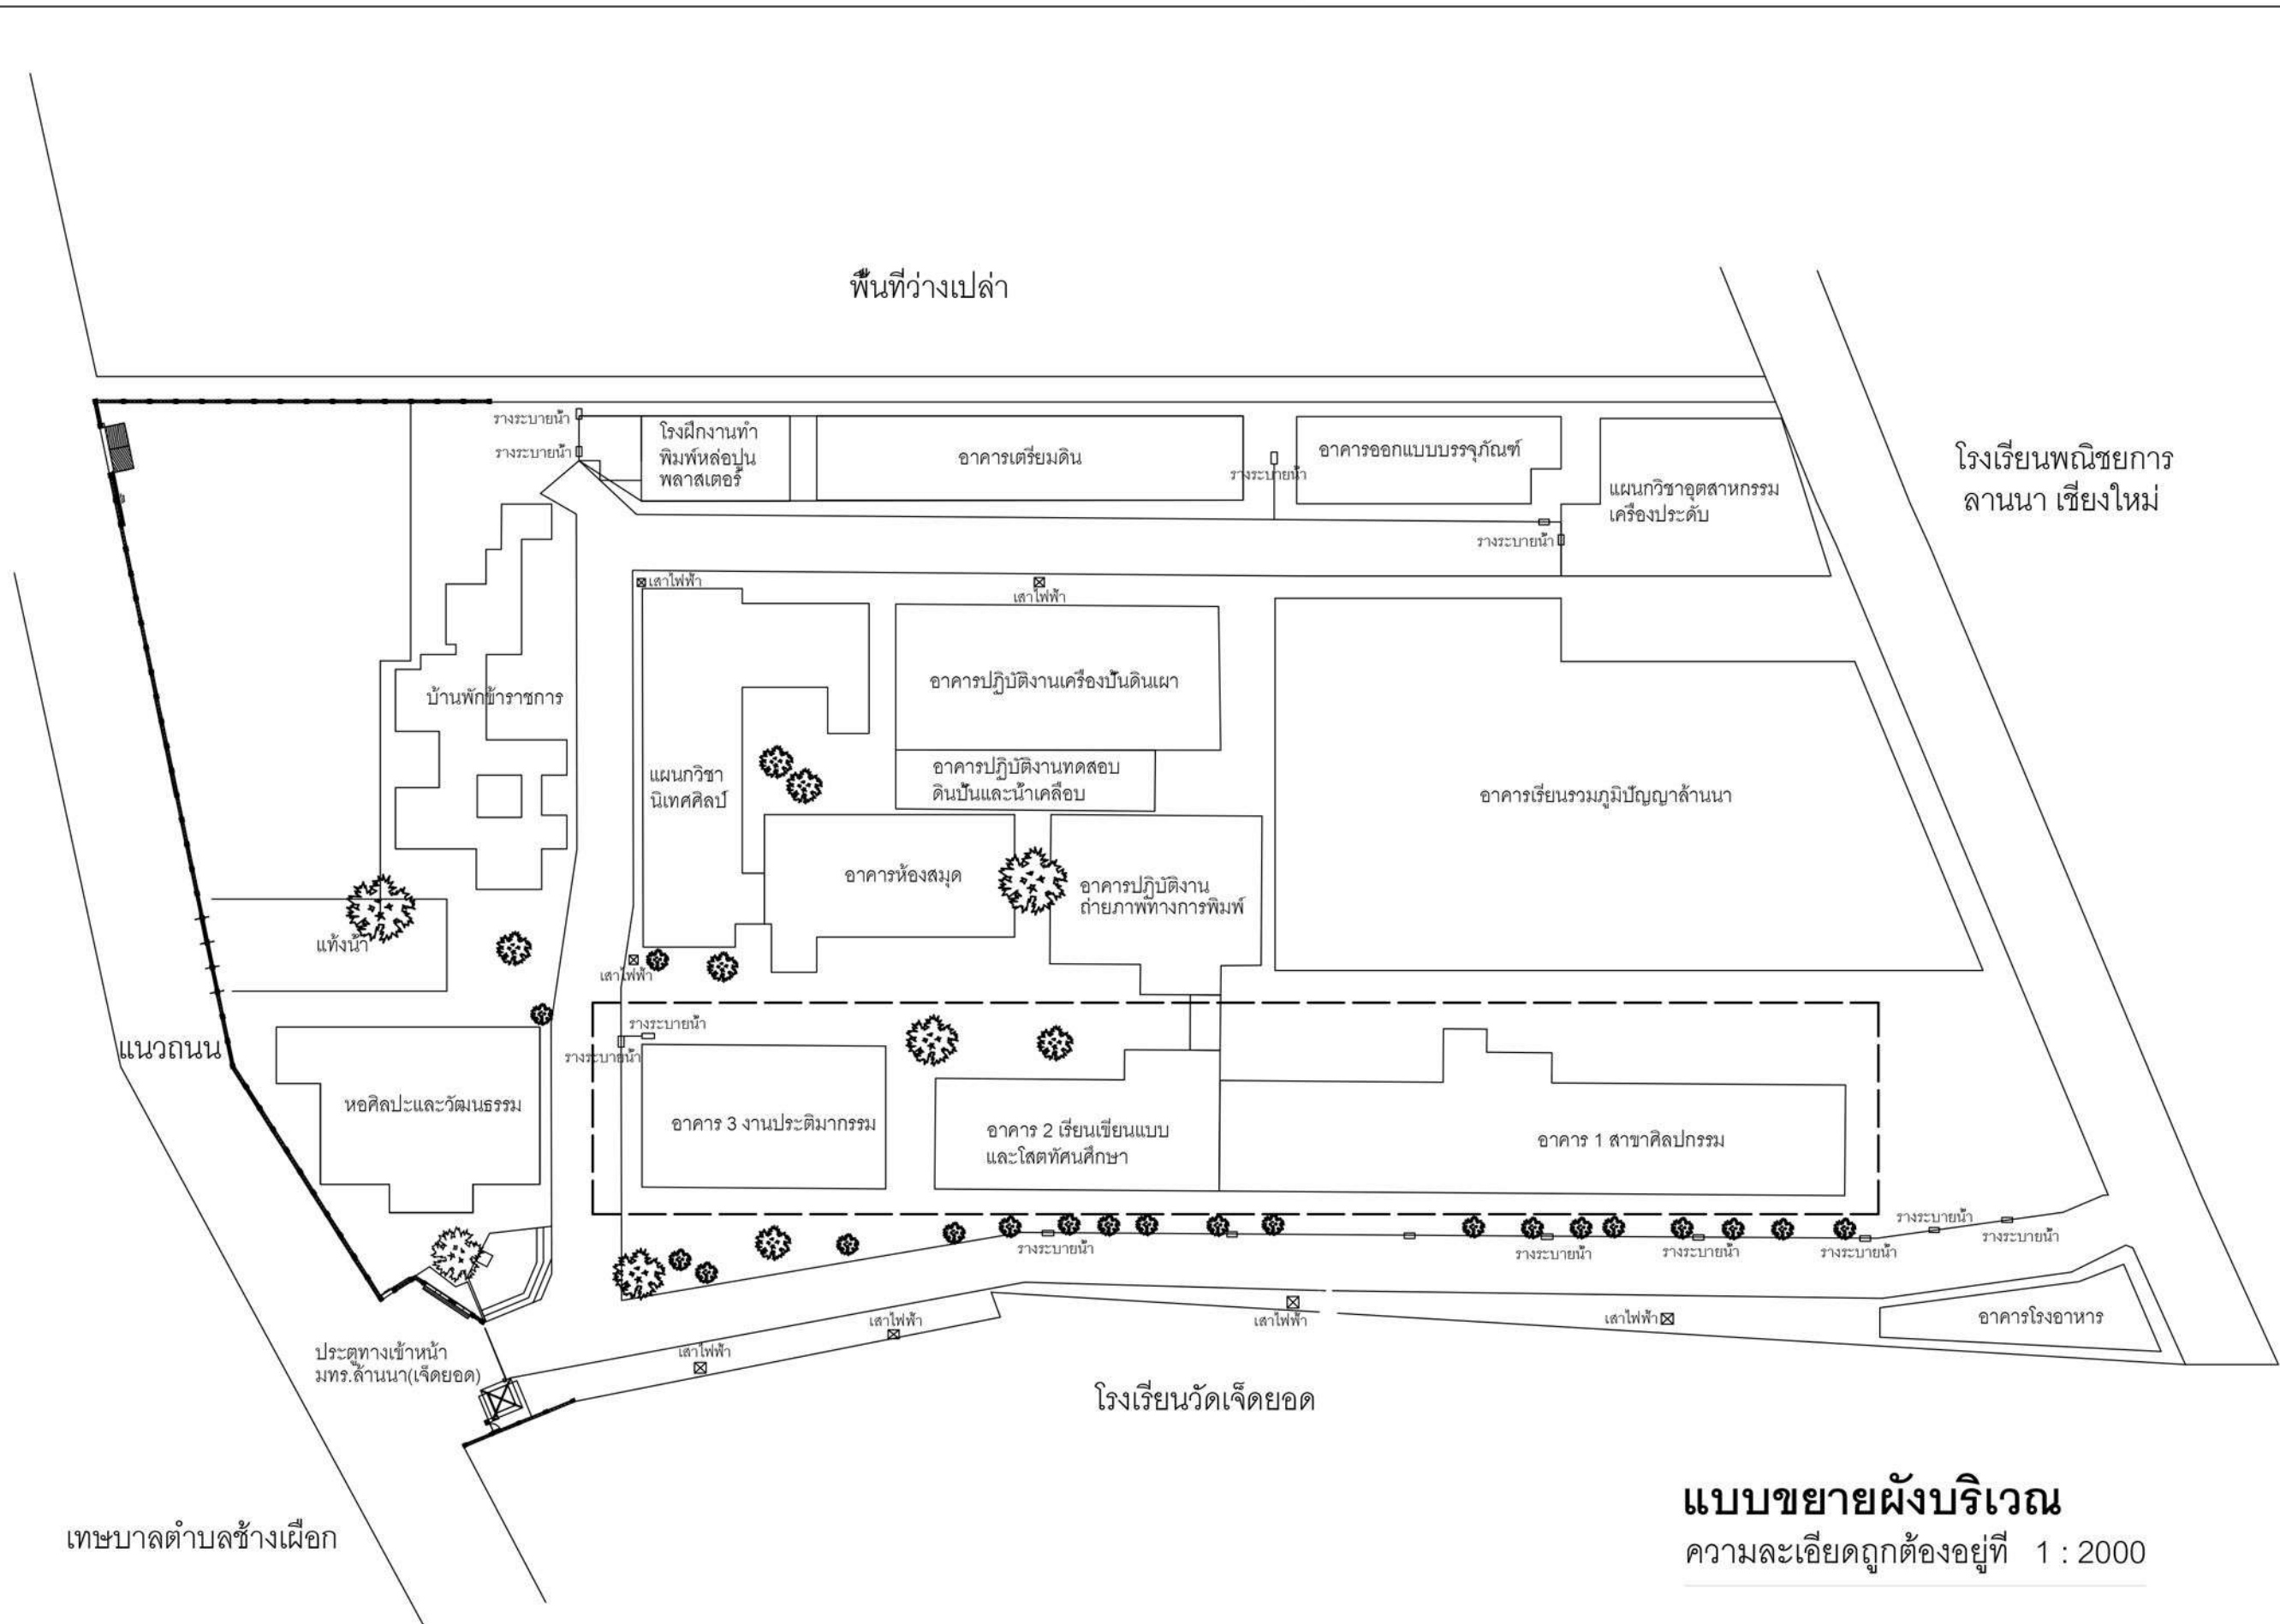 พื้นที่ว่างเปล่า
รางระบายน้ำ
รางระบายน้ำ
โรงฝึกงานทำ
พิมพ์หล่อปูน
พลาสเตอร์
อาคารเตรียมดิน
รางระบายน้ำ
อาคารออกแบบบรรจุภัณฑ์
แผนกวิชาอุตสาหกรรม
เครื่องประดับ
รางระบายน้ำ
โรงเรียนพณิชยการ
ลานนา เชียงใหม่
เสาไฟฟ้า
เสาไฟฟ้า
บ้านพักข้าราชการ
อาคารปฏิบัติงานเครื่องปั้นดินเผา
แผนกวิชา
นิเทศศิลป์
อาคารปฏิบัติงานทดสอบ
ดินปั้นและน้ำเคลือบ
อาคารเรียนรวมภูมิปัญญาล้านนา
อาคารห้องสมุด
อาคารปฏิบัติงาน
ถ่ายภาพทางการพิมพ์
แท้งน้ำ
เสาไฟฟ้า
แนวถนน
รางระบายน้ำ
รางระบายน้ำ
หอศิลปะและวัฒนธรรม
อาคาร 3 งานประติมากรรม
อาคาร 2 เรียนเขียนแบบ
และโสตทัศนศึกษา
อาคาร 1 สาขาศิลปกรรม
รางระบายน้ำ
รางระบายน้ำ
รางระบายน้ำ
รางระบายน้ำ
รางระบายน้ำ
รางระบายน้ำ
เสาไฟฟ้า
เสาไฟฟ้า
เสาไฟฟ้า
เสาไฟฟ้า
อาคารโรงอาหาร
ประตูทางเข้าหน้า
มทร.ล้านนา(เจ็ดยอด)
โรงเรียนวัดเจ็ดยอด
เทษบาลตำบลช้างเผือก
แบบขยายผังบริเวณ
ความละเอียดถูกต้องอยู่ที่ 1 : 2000